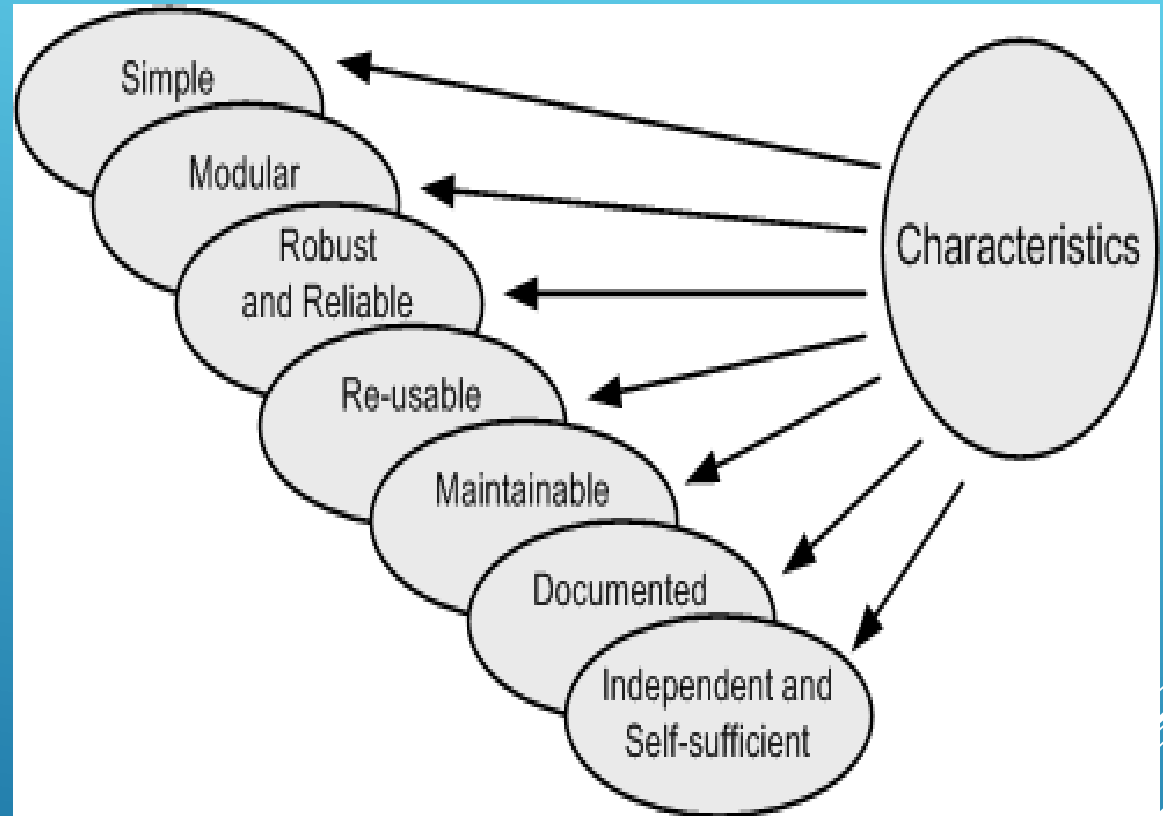 Simple
Modular
Robust
and Reliable
Characteristics
Re-usable
Maintainable
Documented
Independent and
Self-sufficient